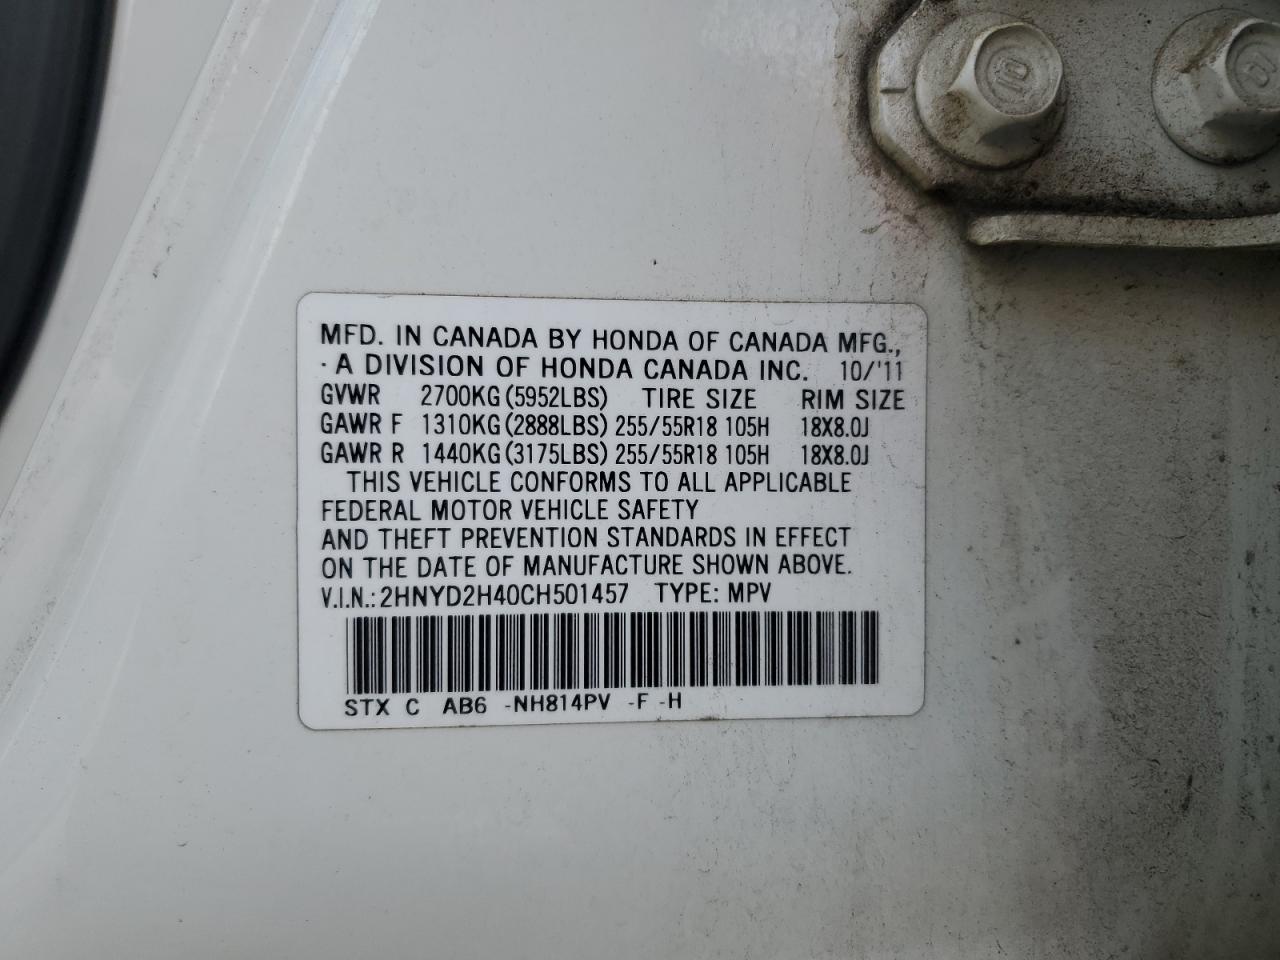 10
10
MFD. IN CANADA BY HONDA OF CANADA MFG.,
· A DIVISION OF HONDA CANADA INC. 10/'11
GVWR 2700KG (5952LBS) TIRE SIZE RIM SIZE
GAWR F 1310KG (2888LBS) 255/55R18 105H 18X8.0J
GAWR R 1440KG (3175LBS) 255/55R18 105H 18X8.0J
THIS VEHICLE CONFORMS TO ALL APPLICABLE
FEDERAL MOTOR VEHICLE SAFETY
AND THEFT PREVENTION STANDARDS IN EFFECT
ON THE DATE OF MANUFACTURE SHOWN ABOVE.
V.I.N.: 2HNYD2H40CH501457 TYPE: MPV
STX C AB6 -NH814PV -F -H